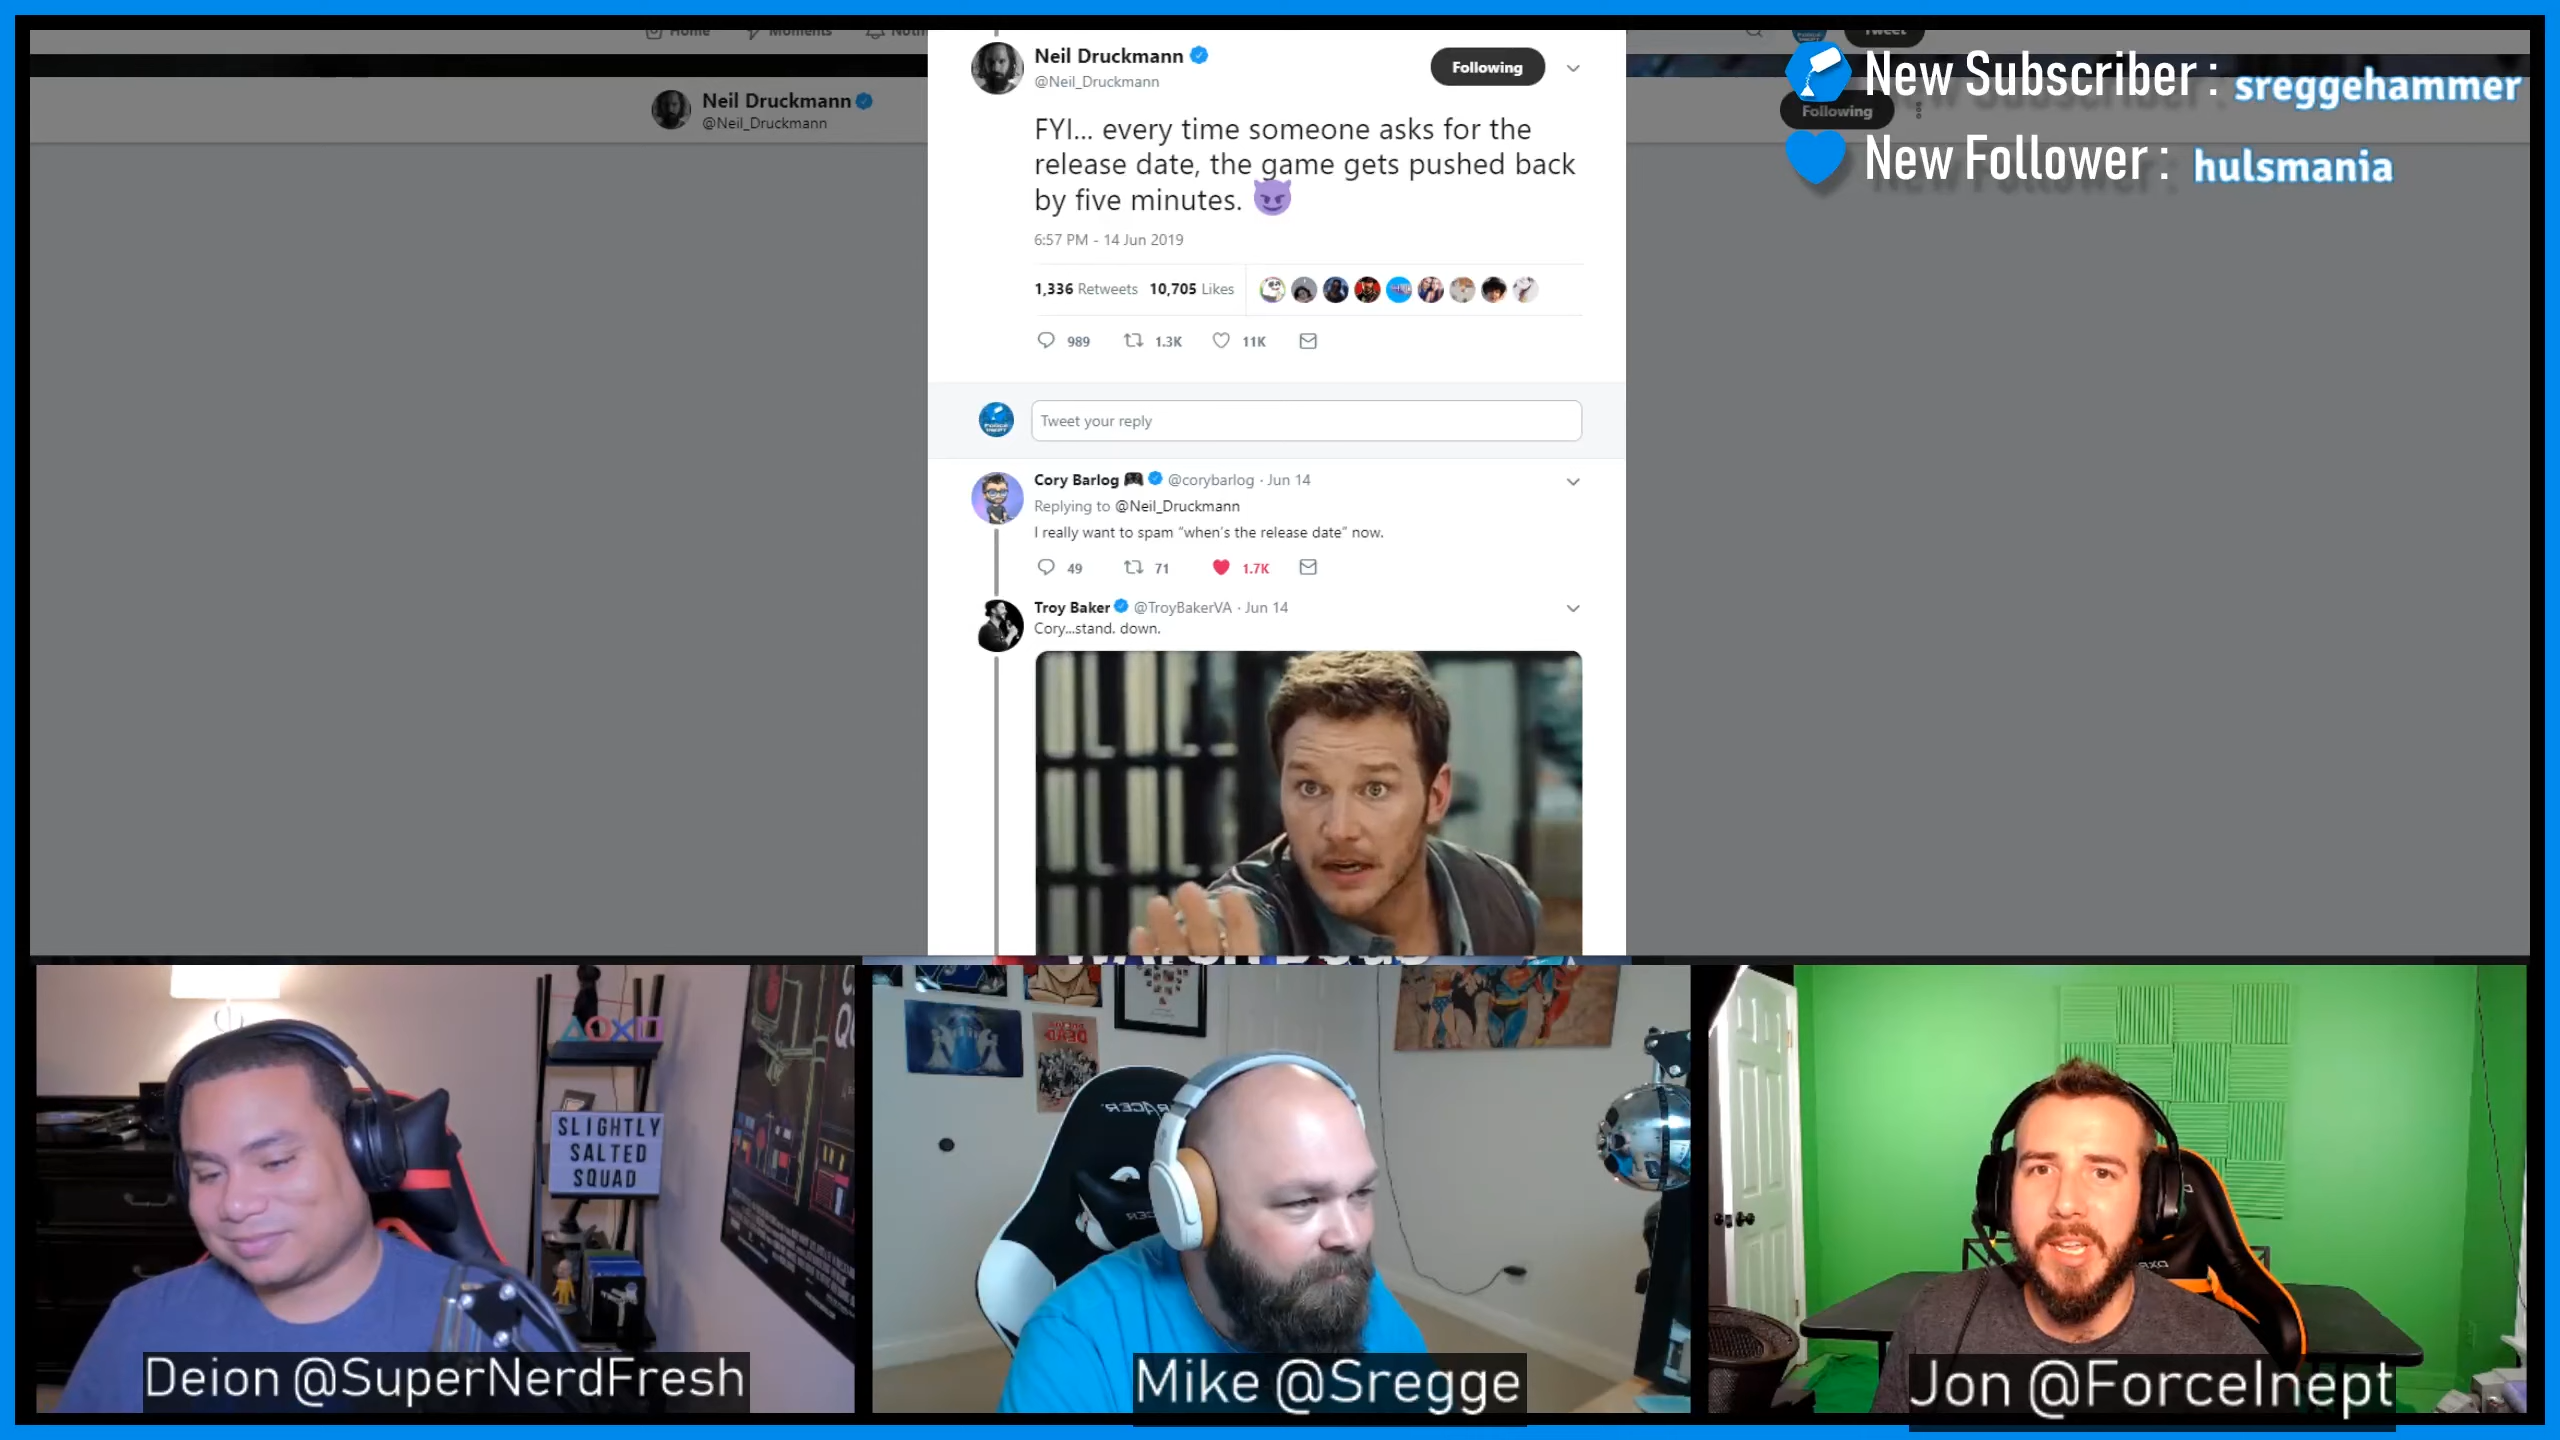 Home
Moments
Tweet
Neil Druckmann
@Neil_Druckmann
Following
Neil Druckmann
@Neil_Druckmann
Following
FYI... every time someone asks for the
release date, the game gets pushed back
by five minutes. 😈
6:57 PM - 14 Jun 2019
1,336 Retweets 10,705 Likes
989 1.3K 11K
Tweet your reply
Cory Barlog 🎮 @corybarlog · Jun 14
Replying to @Neil_Druckmann
I really want to spam “when's the release date” now.
49 71 1.7K
Troy Baker @TroyBakerVA · Jun 14
Cory...stand. down.
New Subscriber : sreggehammer
New Follower : hulsmania
SLIGHTLY
SALTED
SQUAD
DEAD
Deion @SuperNerdFresh
Mike @Sregge
Jon @ForceInept